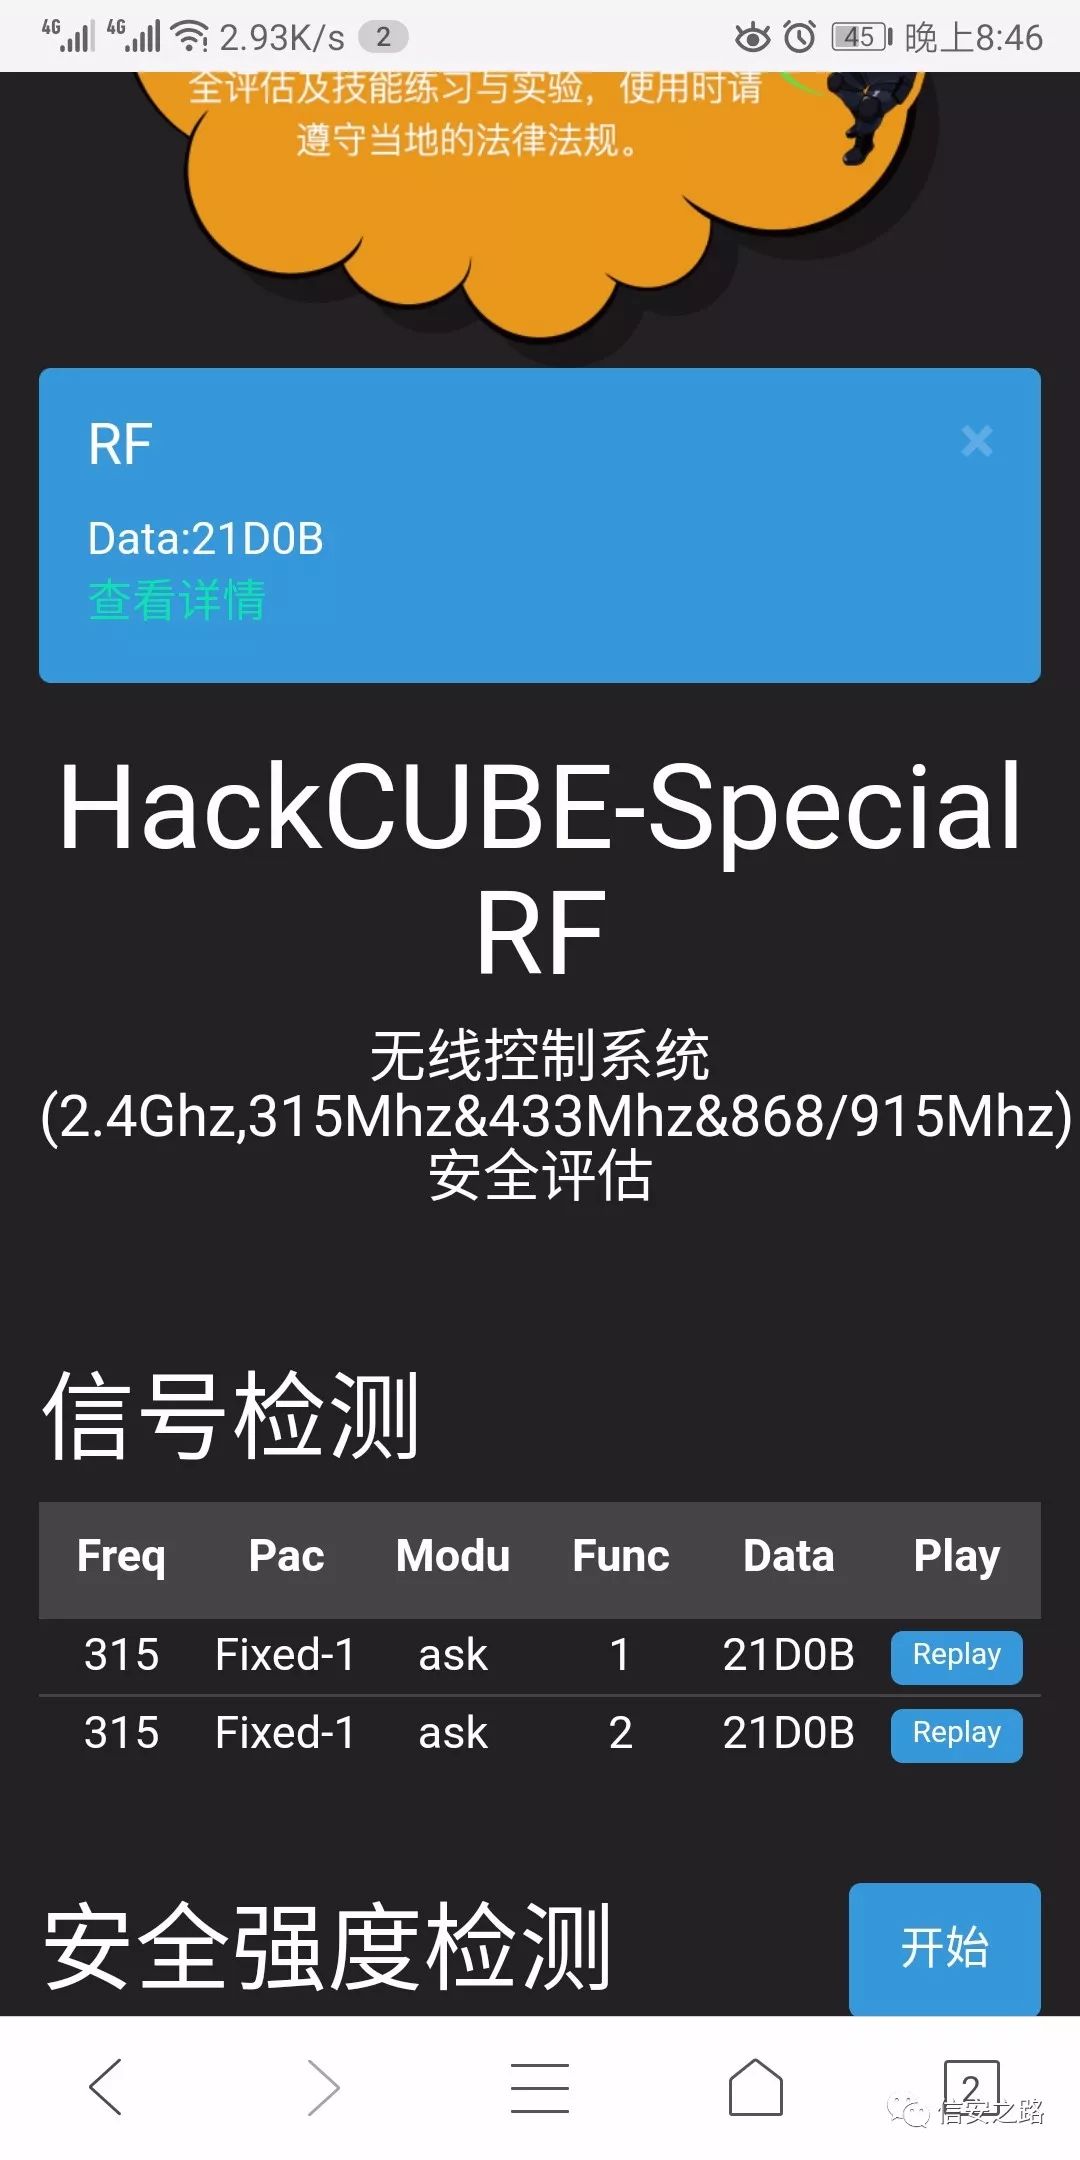 4G 4G 2.93K/s 2 45 晚上8:46
全评估及技能练习与实验，使用时请
遵守当地的法律法规。
RF ×
Data:21D0B
查看详情
HackCUBE-Special
RF
无线控制系统
(2.4Ghz,315Mhz&433Mhz&868/915Mhz)
安全评估
信号检测
Freq Pac Modu Func Data Play
315 Fixed-1 ask 1 21D0B Replay
315 Fixed-1 ask 2 21D0B Replay
安全强度检测 开始
2
信安之路